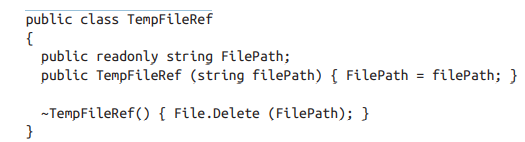 public class TempFileRef
{
  public readonly string FilePath;
  public TempFileRef (string filePath) { FilePath = filePath; }

  ~TempFileRef() { File.Delete (FilePath); }
}